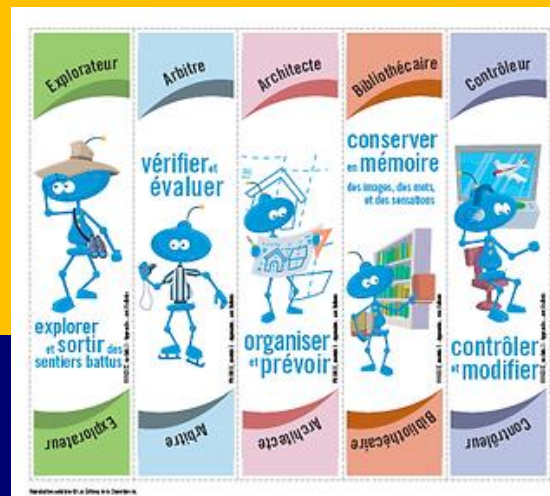 Explorateur
explorer
et sortir des
sentiers battus
Explorateur
Arbitre
vérifier et
évaluer
Arbitre
Architecte
organiser
et prévoir
Architecte
Bibliothécaire
conserver
en mémoire
des images, des mots,
et des sensations
Bibliothécaire
Contrôleur
contrôler
et modifier
Contrôleur